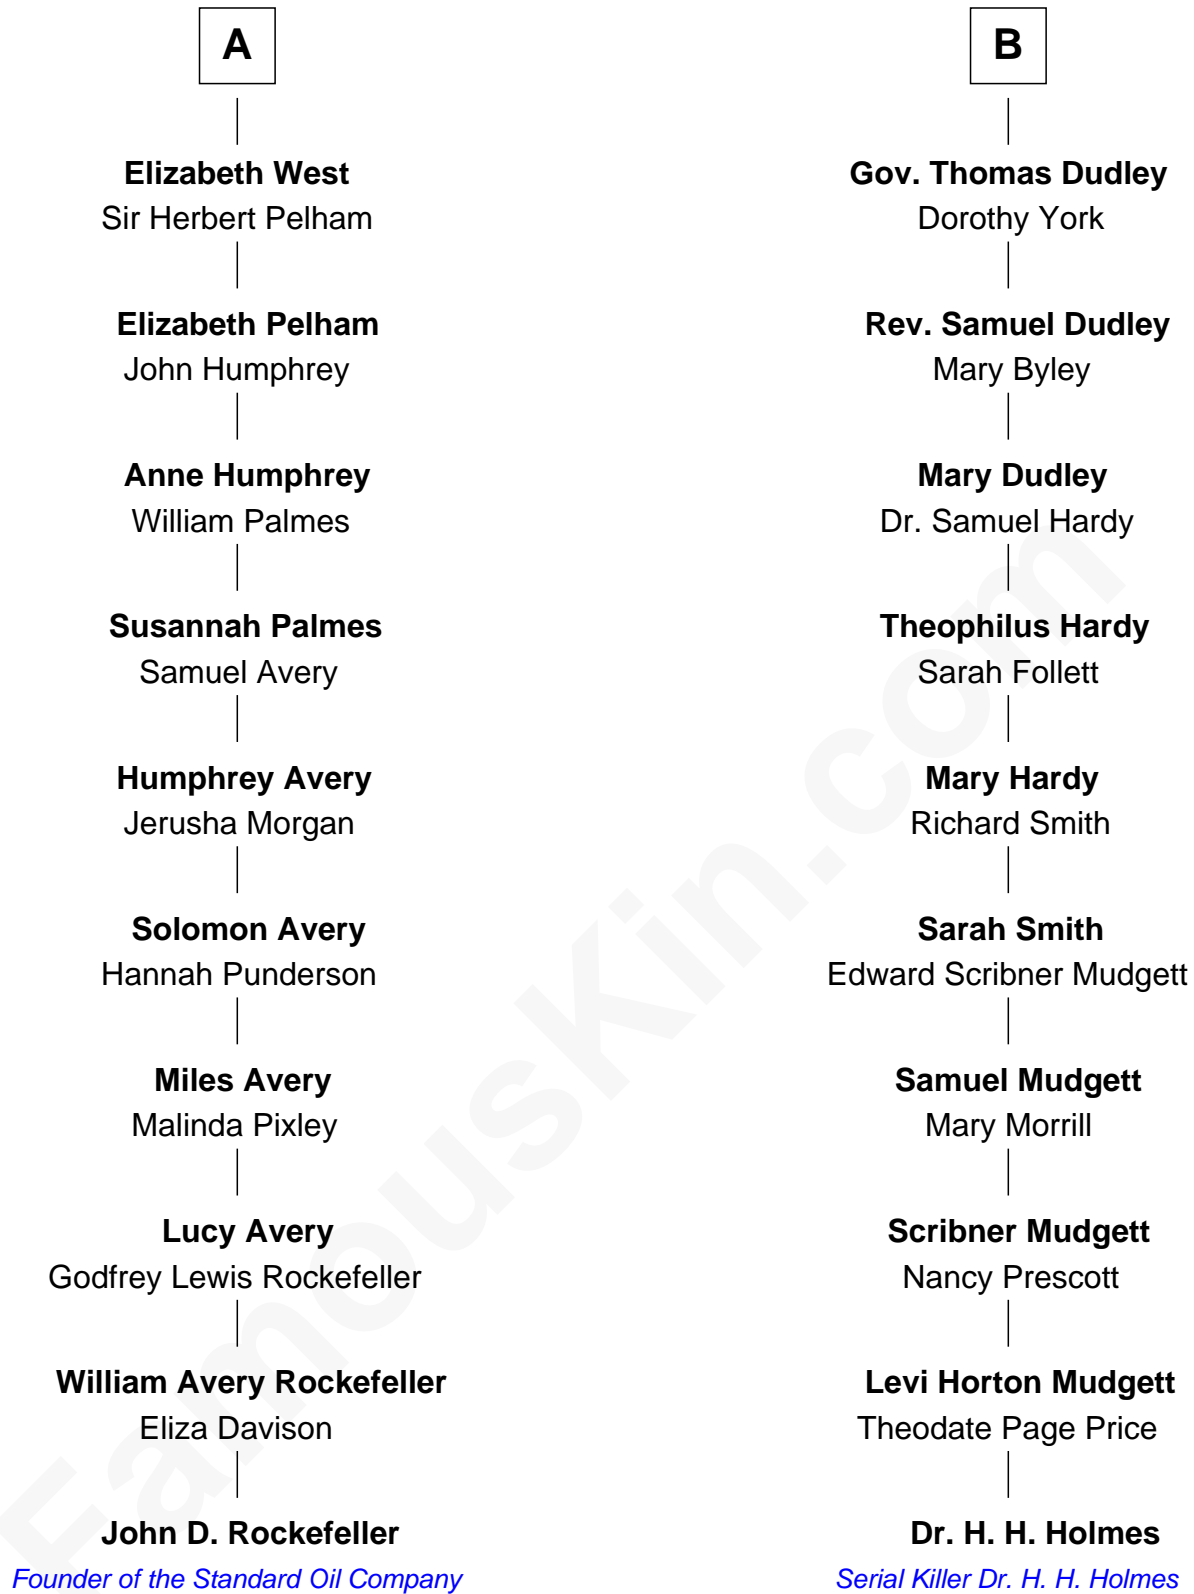 A
Elizabeth West
Sir Herbert Pelham
Elizabeth Pelham
John Humphrey
Anne Humphrey
William Palmes
Susannah Palmes
Samuel Avery
Humphrey Avery
Jerusha Morgan
Solomon Avery
Hannah Punderson
Miles Avery
Malinda Pixley
Lucy Avery
Godfrey Lewis Rockefeller
William Avery Rockefeller
Eliza Davison
John D. Rockefeller
Founder of the Standard Oil Company
B
Gov. Thomas Dudley
Dorothy York
Rev. Samuel Dudley
Mary Byley
Mary Dudley
Dr. Samuel Hardy
Theophilus Hardy
Sarah Follett
Mary Hardy
Richard Smith
Sarah Smith
Edward Scribner Mudgett
Samuel Mudgett
Mary Morrill
Scribner Mudgett
Nancy Prescott
Levi Horton Mudgett
Theodate Page Price
Dr. H. H. Holmes
Serial Killer Dr. H. H. Holmes
FamousKin.com